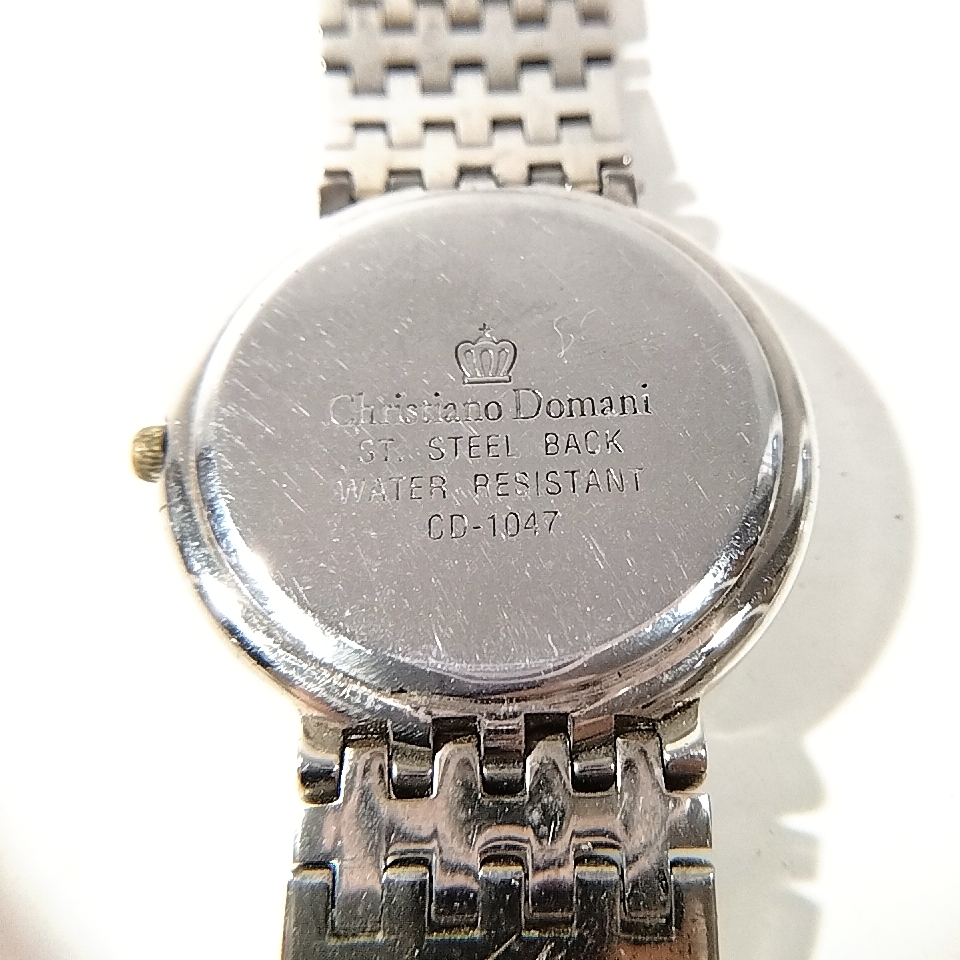 Christiano Domani
ST. STEEL BACK
WATER RESISTANT
CD-1047